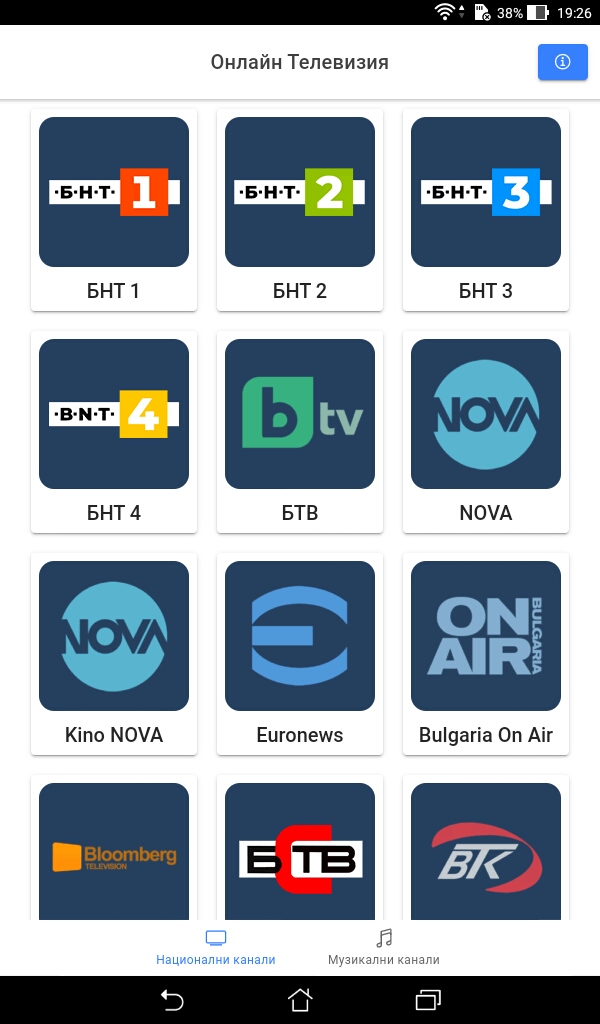 38% 19:26
Онлайн Телевизия
·Б·Н·Т· 1
·Б·Н·Т· 2
·Б·Н·Т· 3
БНТ 1
БНТ 2
БНТ 3
·B·N·T· 4
b tv
NOVA
БНТ 4
БТВ
NOVA
NOVA
ON AIR BULGARIA
Kino NOVA
Euronews
Bulgaria On Air
Bloomberg
TELEVISION
БСТВ
ВТК
Национални канали
Музикални канали